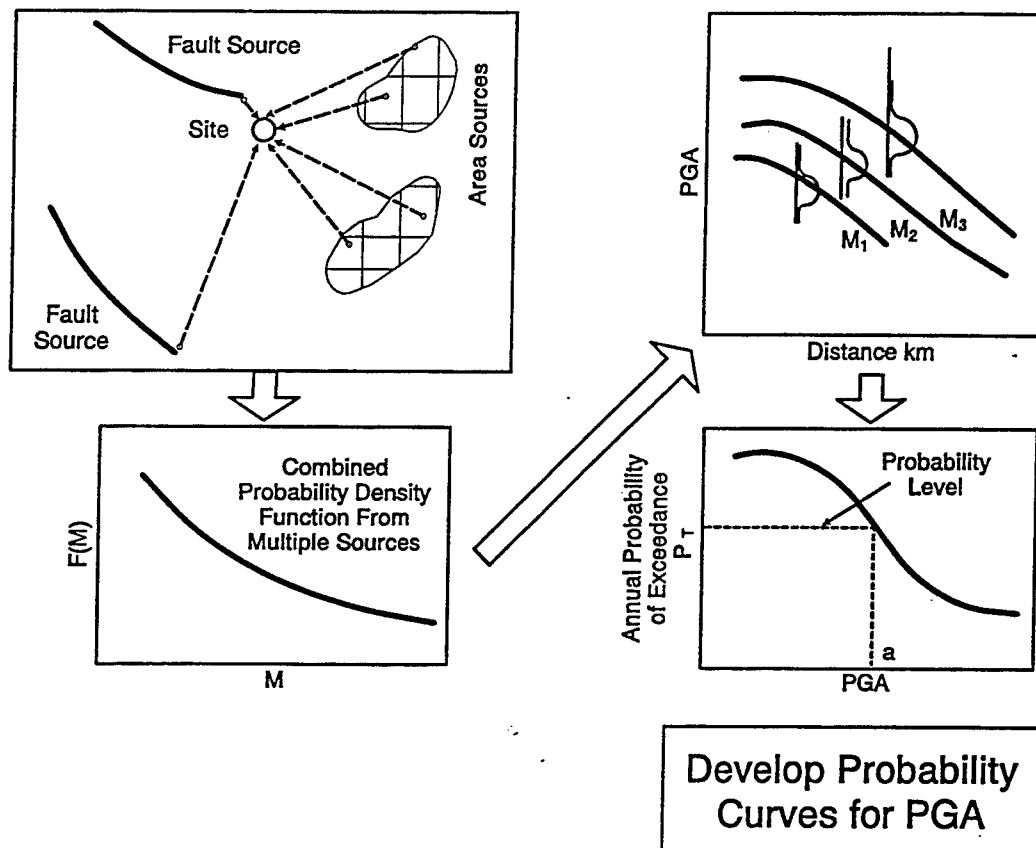 Fault Source
Site
Area Sources
Fault
Source
Combined
Probability Density
Function From
Multiple Sources
F(M)
M
PGA
M1
M2
M3
Distance km
Probability
Level
Annual Probability
of Exceedance
PT
a
PGA
Develop Probability
Curves for PGA